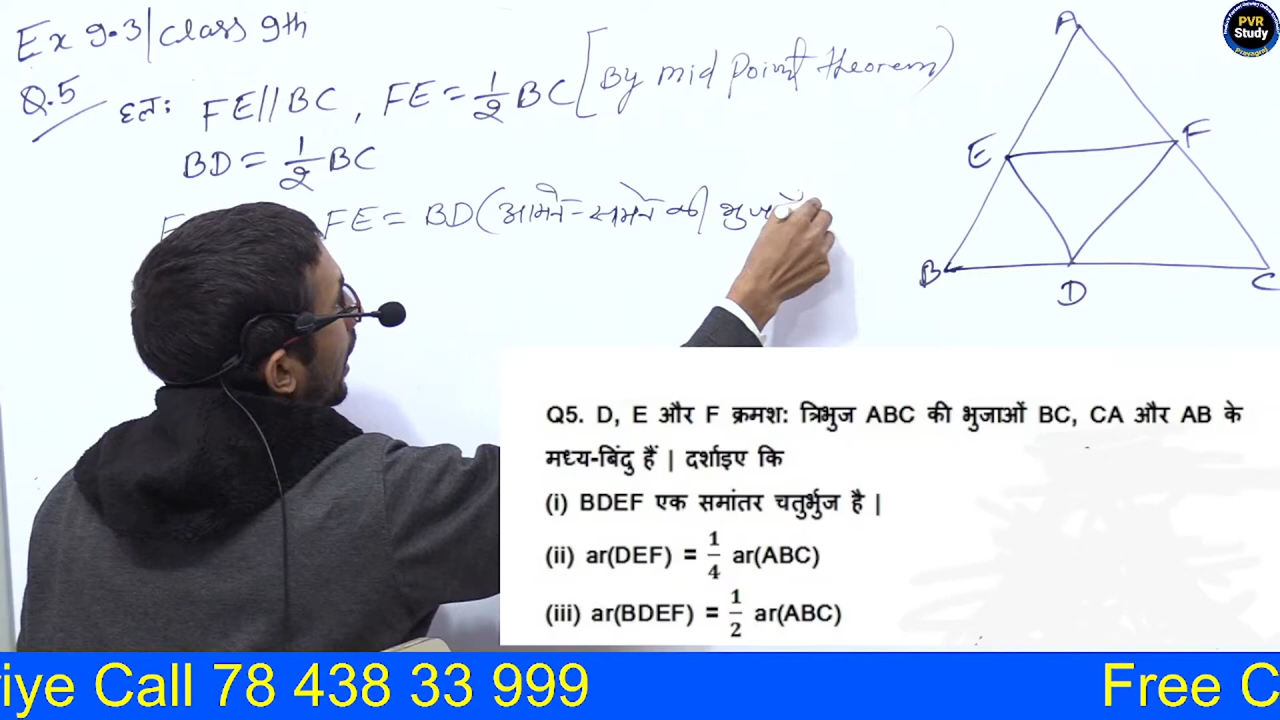 Ex 9.3 | Class 9th
Q.5
हल: FE // BC , FE = 1/2 BC [By mid point theorem)
BD = 1/2 BC
FE = BD (आमने-सामने की
A
E
F
B
D
C
PVR
Study
Q5. D, E और F क्रमश: त्रिभुज ABC की भुजाओं BC, CA और AB के
मध्य-बिंदु हैं | दर्शाइए कि
(i) BDEF एक समांतर चतुर्भुज है |
(ii) ar(DEF) = 1/4 ar(ABC)
(iii) ar(BDEF) = 1/2 ar(ABC)
iye Call 78 438 33 999
Free C